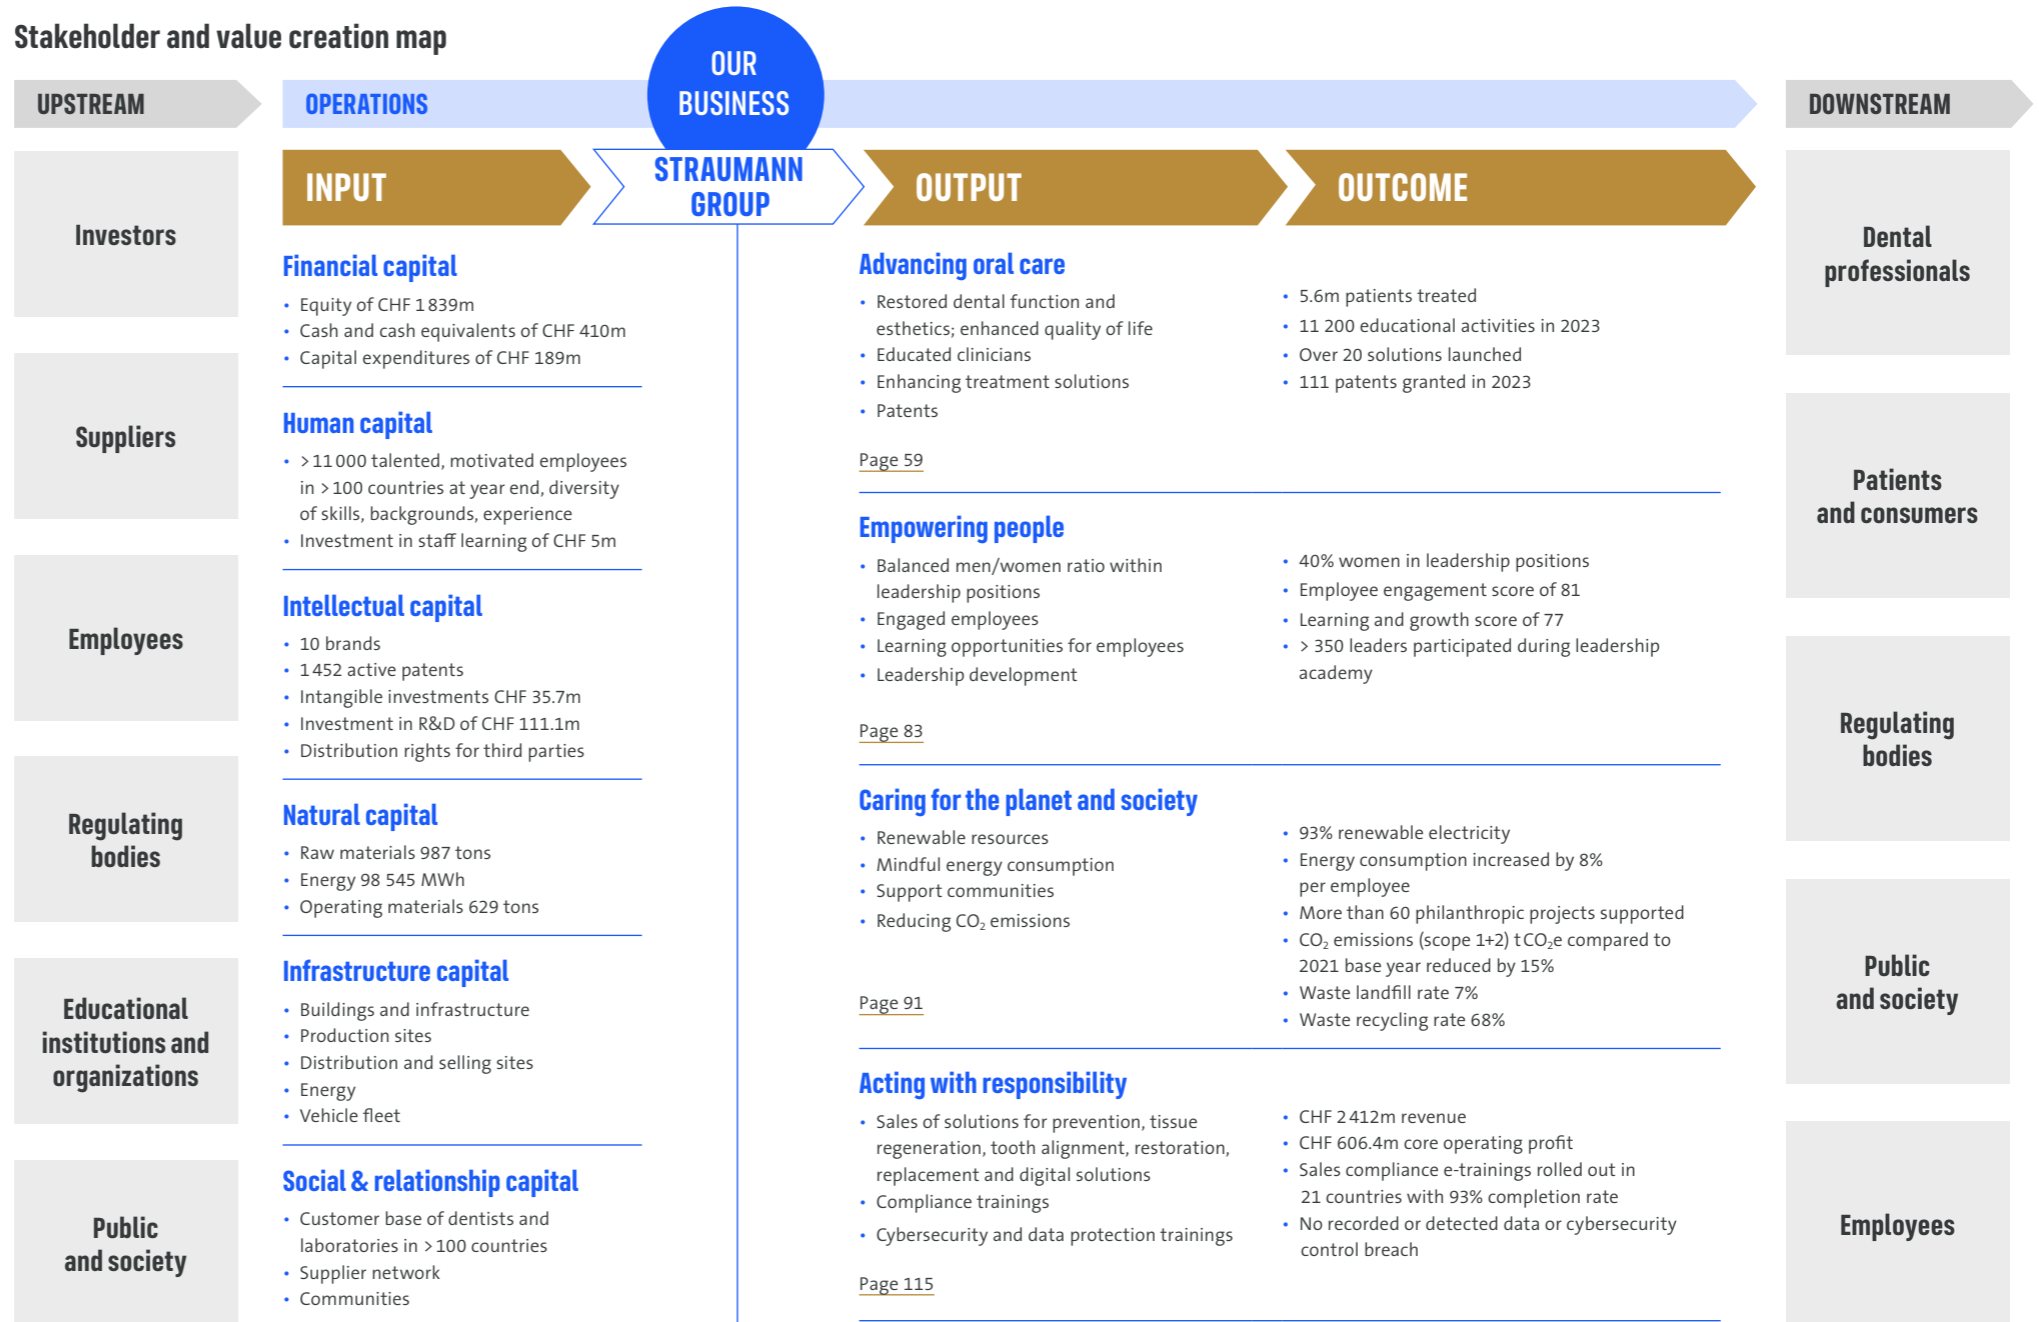 Stakeholder and value creation map
OUR
BUSINESS
UPSTREAM
OPERATIONS
DOWNSTREAM
INPUT
STRAUMANN
GROUP
OUTPUT
OUTCOME
Investors
Suppliers
Employees
Regulating
bodies
Educational
institutions and
organizations
Public
and society
Financial capital
• Equity of CHF 1 839m
• Cash and cash equivalents of CHF 410m
• Capital expenditures of CHF 189m
Human capital
• > 11 000 talented, motivated employees
in > 100 countries at year end, diversity
of skills, backgrounds, experience
• Investment in staff learning of CHF 5m
Intellectual capital
• 10 brands
• 1 452 active patents
• Intangible investments CHF 35.7m
• Investment in R&D of CHF 111.1m
• Distribution rights for third parties
Natural capital
• Raw materials 987 tons
• Energy 98 545 MWh
• Operating materials 629 tons
Infrastructure capital
• Buildings and infrastructure
• Production sites
• Distribution and selling sites
• Energy
• Vehicle fleet
Social & relationship capital
• Customer base of dentists and
laboratories in > 100 countries
• Supplier network
• Communities
Advancing oral care
• Restored dental function and
esthetics; enhanced quality of life
• Educated clinicians
• Enhancing treatment solutions
• Patents
Page 59
• 5.6m patients treated
• 11 200 educational activities in 2023
• Over 20 solutions launched
• 111 patents granted in 2023
Empowering people
• Balanced men/women ratio within
leadership positions
• Engaged employees
• Learning opportunities for employees
• Leadership development
Page 83
• 40% women in leadership positions
• Employee engagement score of 81
• Learning and growth score of 77
• > 350 leaders participated during leadership
academy
Caring for the planet and society
• Renewable resources
• Mindful energy consumption
• Support communities
• Reducing CO₂ emissions
Page 91
• 93% renewable electricity
• Energy consumption increased by 8%
per employee
• More than 60 philanthropic projects supported
• CO₂ emissions (scope 1+2) tCO₂e compared to
2021 base year reduced by 15%
• Waste landfill rate 7%
• Waste recycling rate 68%
Acting with responsibility
• Sales of solutions for prevention, tissue
regeneration, tooth alignment, restoration,
replacement and digital solutions
• Compliance trainings
• Cybersecurity and data protection trainings
Page 115
• CHF 2 412m revenue
• CHF 606.4m core operating profit
• Sales compliance e-trainings rolled out in
21 countries with 93% completion rate
• No recorded or detected data or cybersecurity
control breach
Dental
professionals
Patients
and consumers
Regulating
bodies
Public
and society
Employees